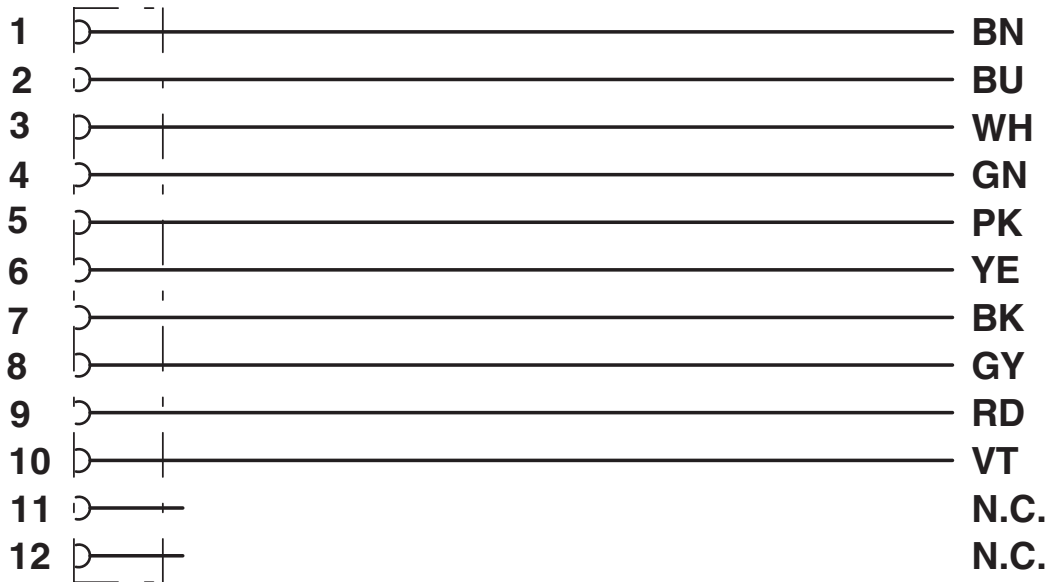 1 BN
2 BU
3 WH
4 GN
5 PK
6 YE
7 BK
8 GY
9 RD
10 VT
11 N.C.
12 N.C.